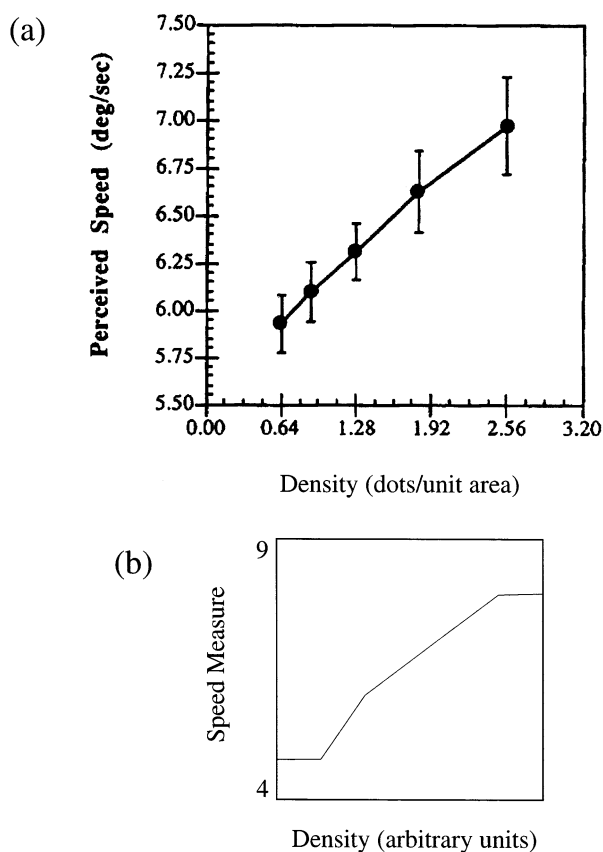 (a)
Perceived Speed (deg/sec)
7.50
7.25
7.00
6.75
6.50
6.25
6.00
5.75
5.50
0.00 0.64 1.28 1.92 2.56 3.20
Density (dots/unit area)
(b)
Speed Measure
9
4
Density (arbitrary units)